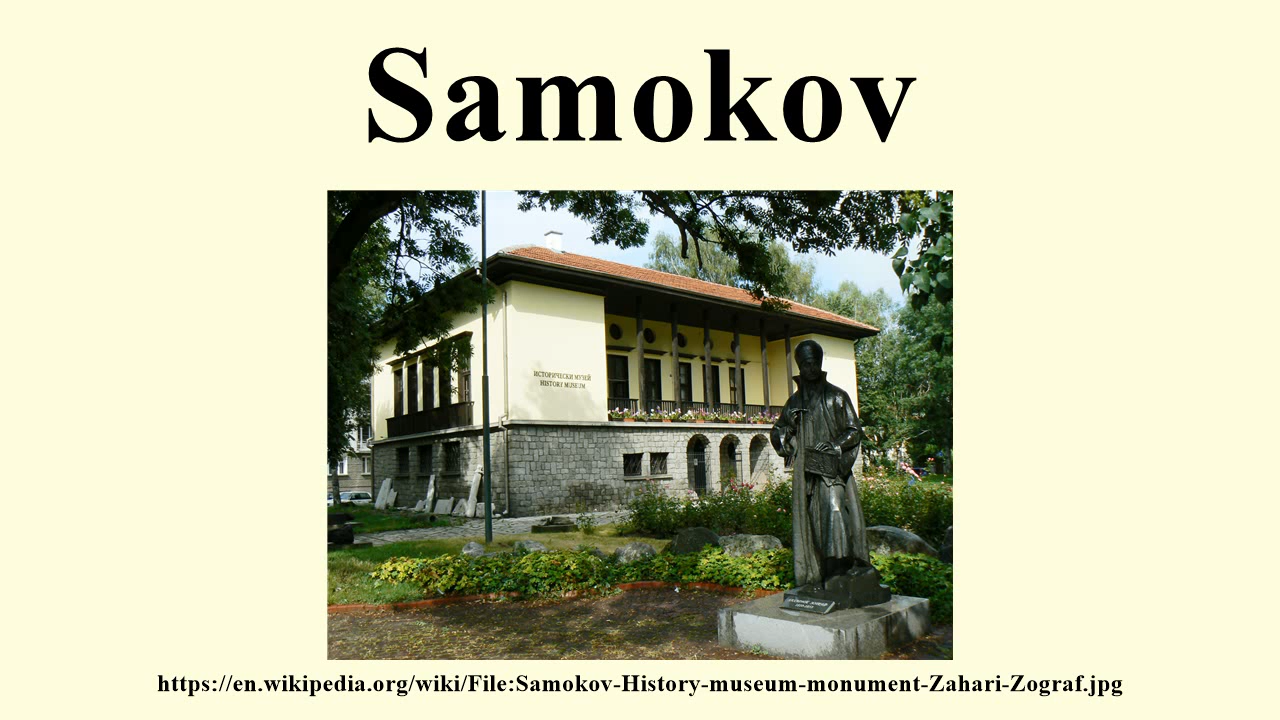 Samokov
ИСТОРИЧЕСКИ МУЗЕЙ
HISTORY MUSEUM
https://en.wikipedia.org/wiki/File:Samokov-History-museum-monument-Zahari-Zograf.jpg